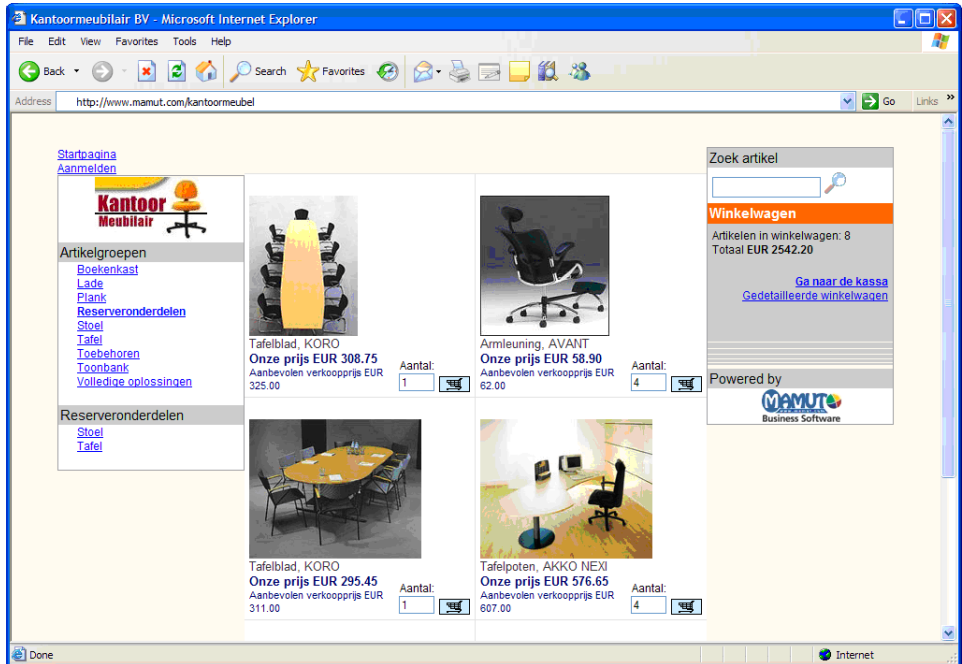 Kantoormeubilair BV - Microsoft Internet Explorer
File Edit View Favorites Tools Help
Back Search Favorites
Address http://www.mamut.com/kantoormeubel Go Links »
Startpagina
Aanmelden
Kantoor
Meubilair
Artikelgroepen
Boekenkast
Lade
Plank
Reserveronderdelen
Stoel
Tafel
Toebehoren
Toonbank
Volledige oplossingen
Reserveronderdelen
Stoel
Tafel
Tafelblad, KORO
Onze prijs EUR 308.75
Aanbevolen verkoopprijs EUR
325.00
Aantal:
1
Armleuning, AVANT
Onze prijs EUR 58.90
Aanbevolen verkoopprijs EUR
62.00
Aantal:
4
Tafelblad, KORO
Onze prijs EUR 295.45
Aanbevolen verkoopprijs EUR
311.00
Aantal:
1
Tafelpoten, AKKO NEXI
Onze prijs EUR 576.65
Aanbevolen verkoopprijs EUR
607.00
Aantal:
4
Zoek artikel
Winkelwagen
Artikelen in winkelwagen: 8
Totaal EUR 2542.20
Ga naar de kassa
Gedetailleerde winkelwagen
Powered by
MAMUT
Business Software
Done Internet